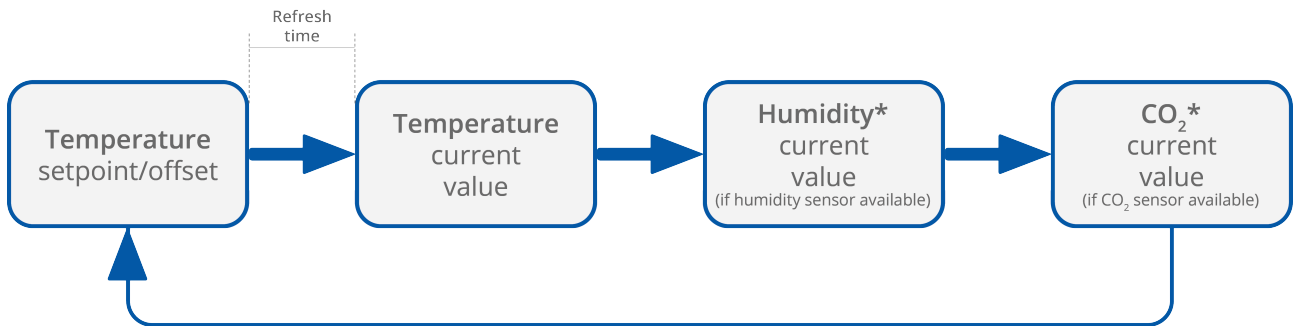 Refresh
time
Temperature
setpoint/offset
Temperature
current
value
Humidity*
current
value
(if humidity sensor available)
CO₂*
current
value
(if CO₂ sensor available)